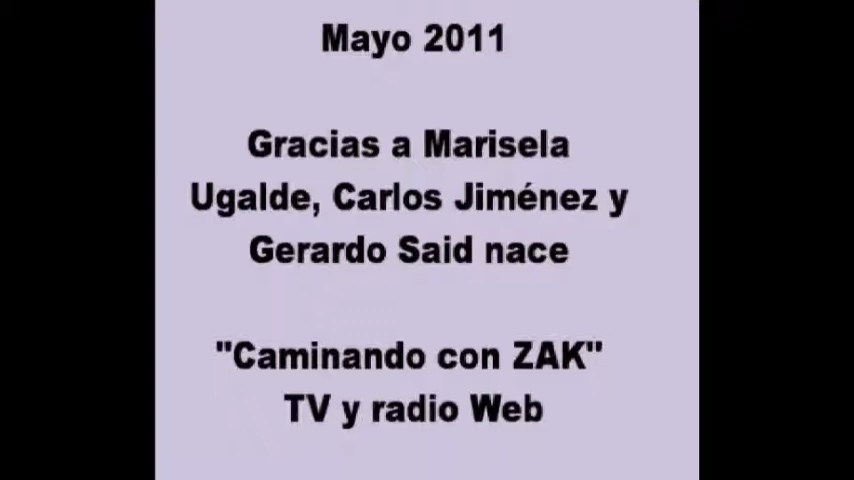 Mayo 2011
Gracias a Marisela
Ugalde, Carlos Jiménez y
Gerardo Said nace
"Caminando con ZAK"
TV y radio Web